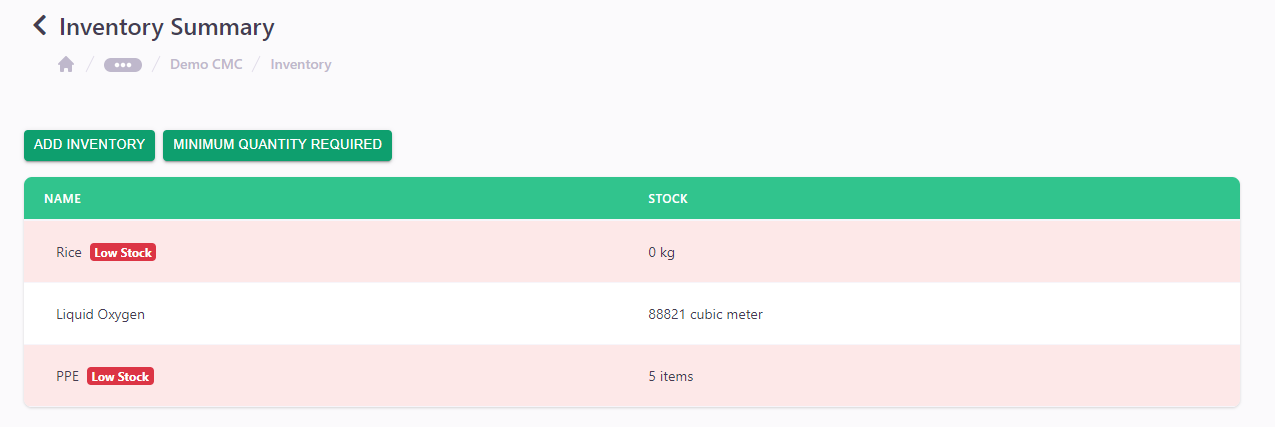 Inventory Summary
/ ••• / Demo CMC / Inventory
ADD INVENTORY MINIMUM QUANTITY REQUIRED
NAME STOCK
Rice Low Stock 0 kg
Liquid Oxygen 88821 cubic meter
PPE Low Stock 5 items